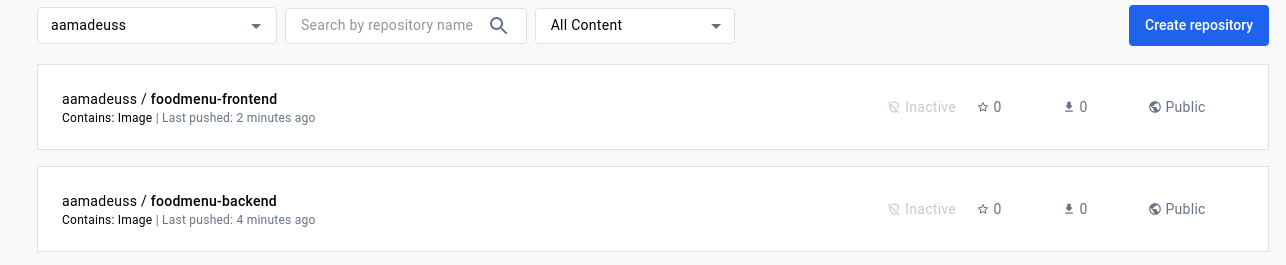 aamadeuss
Search by repository name
All Content
Create repository
aamadeuss / foodmenu-frontend
Contains: Image | Last pushed: 2 minutes ago
Inactive
0
0
Public
aamadeuss / foodmenu-backend
Contains: Image | Last pushed: 4 minutes ago
Inactive
0
0
Public